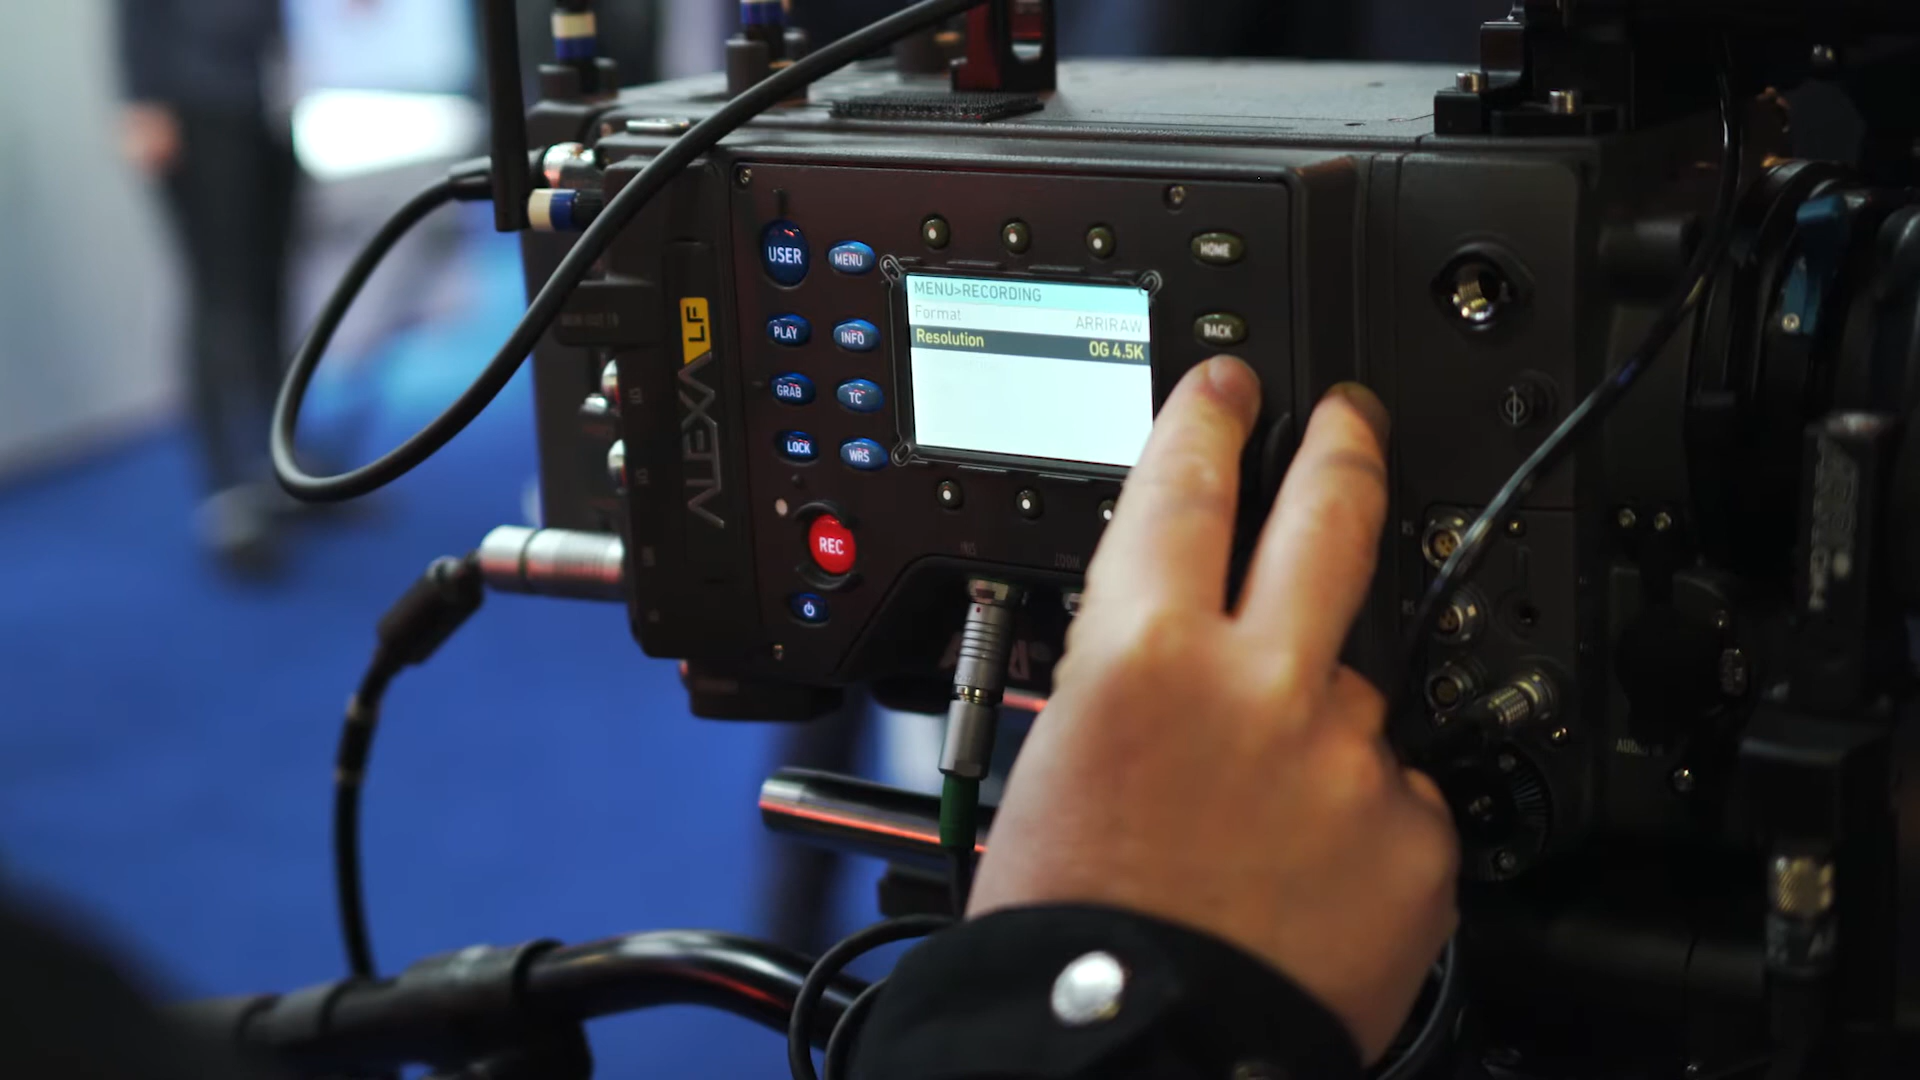 USER
MENU
PLAY
INFO
GRAB
TC
LOCK
WRS
REC
MENU>RECORDING
Format ARRIRAW
Resolution OG 4.5K
HOME
BACK
ALEXA LF